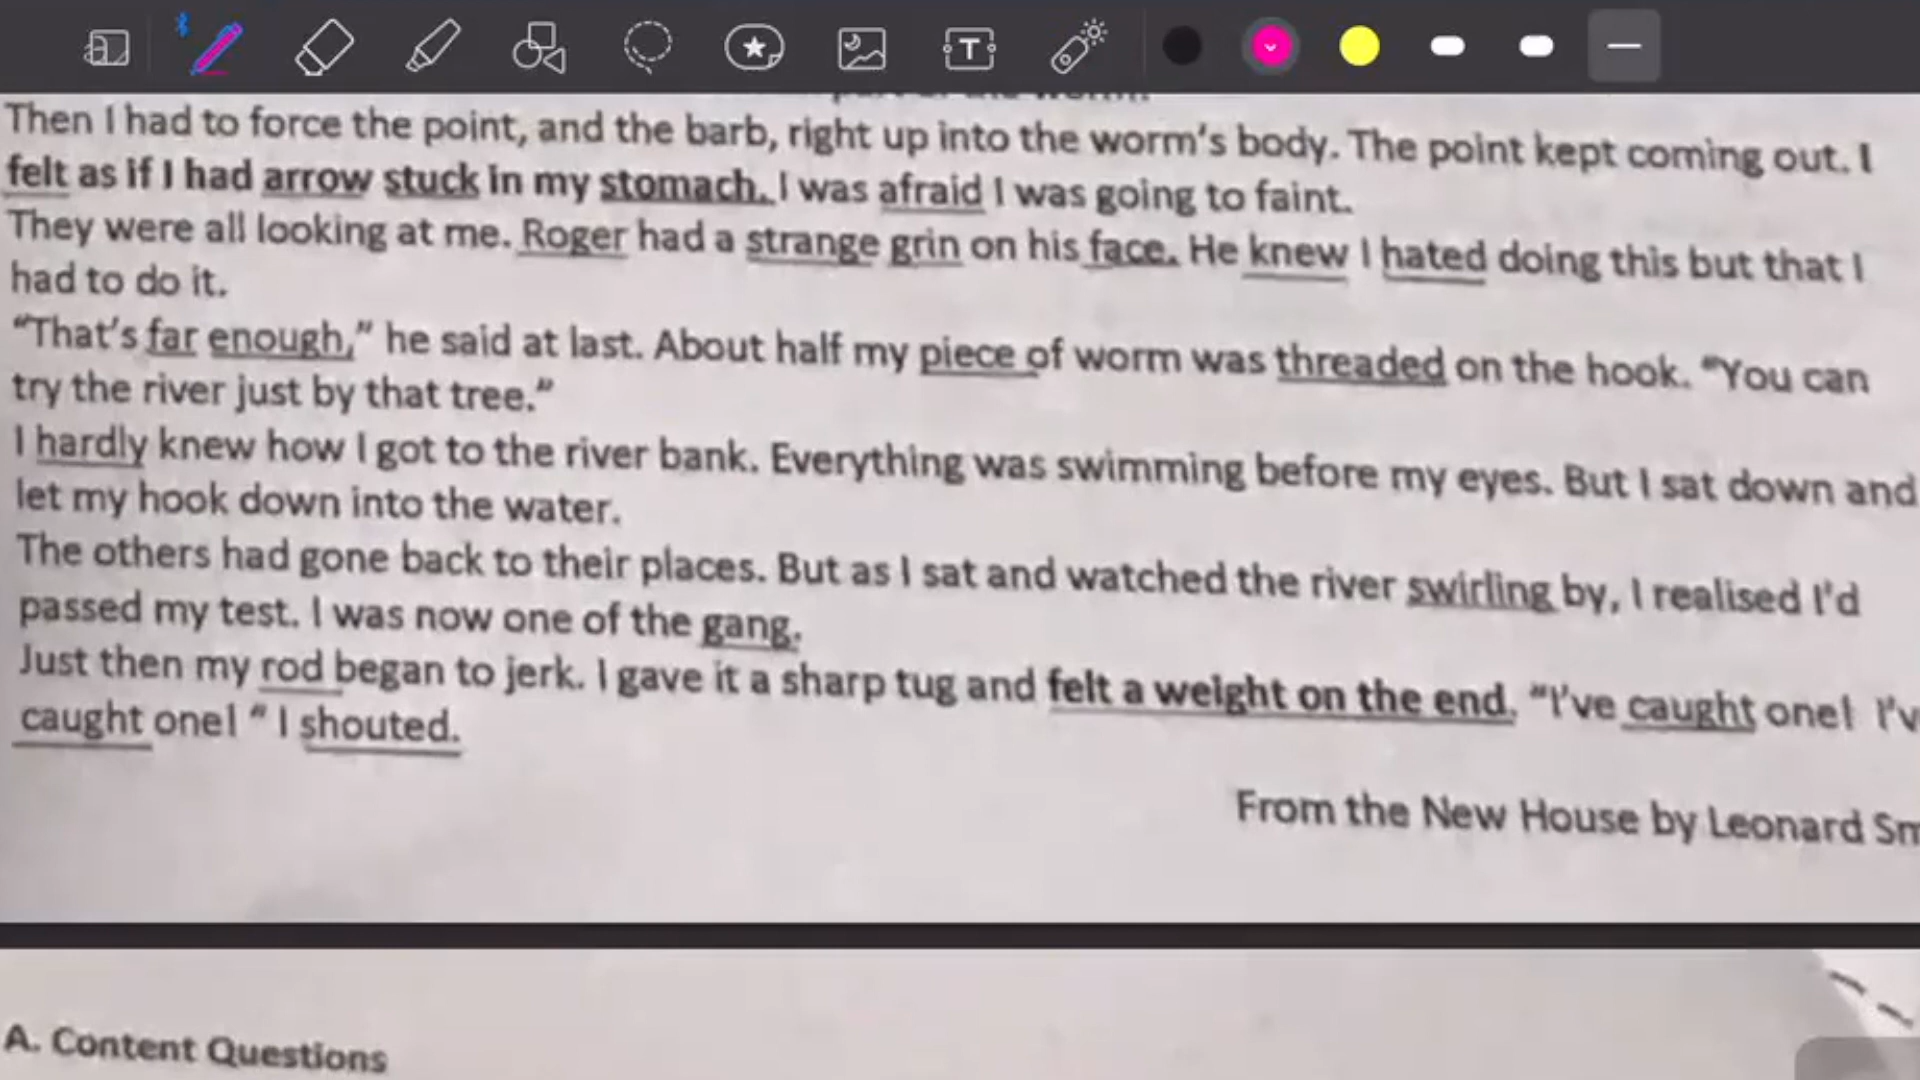 Then I had to force the point, and the barb, right up into the worm's body. The point kept coming out. I
felt as if I had arrow stuck in my stomach. I was afraid I was going to faint.
They were all looking at me. Roger had a strange grin on his face. He knew I hated doing this but that I
had to do it.
"That's far enough," he said at last. About half my piece of worm was threaded on the hook. "You can
try the river just by that tree."
I hardly knew how I got to the river bank. Everything was swimming before my eyes. But I sat down and
let my hook down into the water.
The others had gone back to their places. But as I sat and watched the river swirling by, I realised I'd
passed my test. I was now one of the gang.
Just then my rod began to jerk. I gave it a sharp tug and felt a weight on the end. "I've caught one! I'v
caught one! " I shouted.
From the New House by Leonard Sm
A. Content Questions